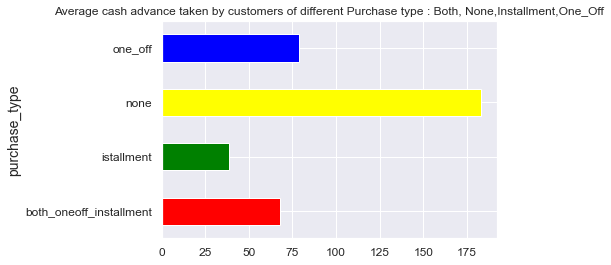 Average cash advance taken by customers of different Purchase type : Both, None,Installment,One_Off
one_off
none
istallment
both_oneoff_installment
purchase_type
0 25 50 75 100 125 150 175